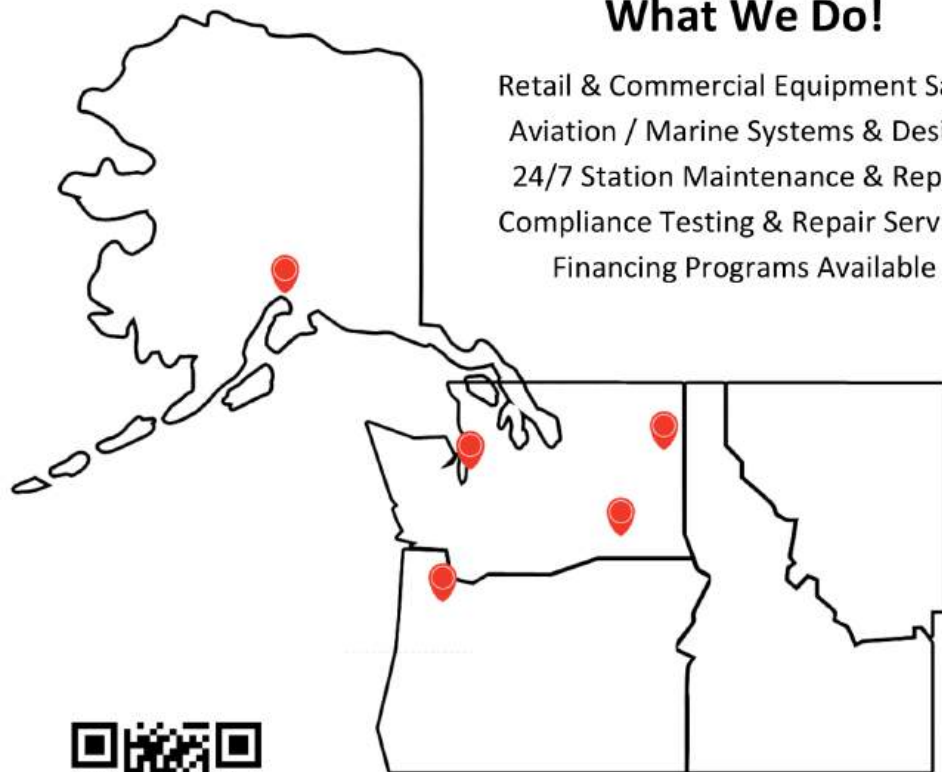 What We Do!
Retail & Commercial Equipment
Aviation / Marine Systems &
24/7 Station Maintenance &
Compliance Testing & Repair
Financing Programs Available